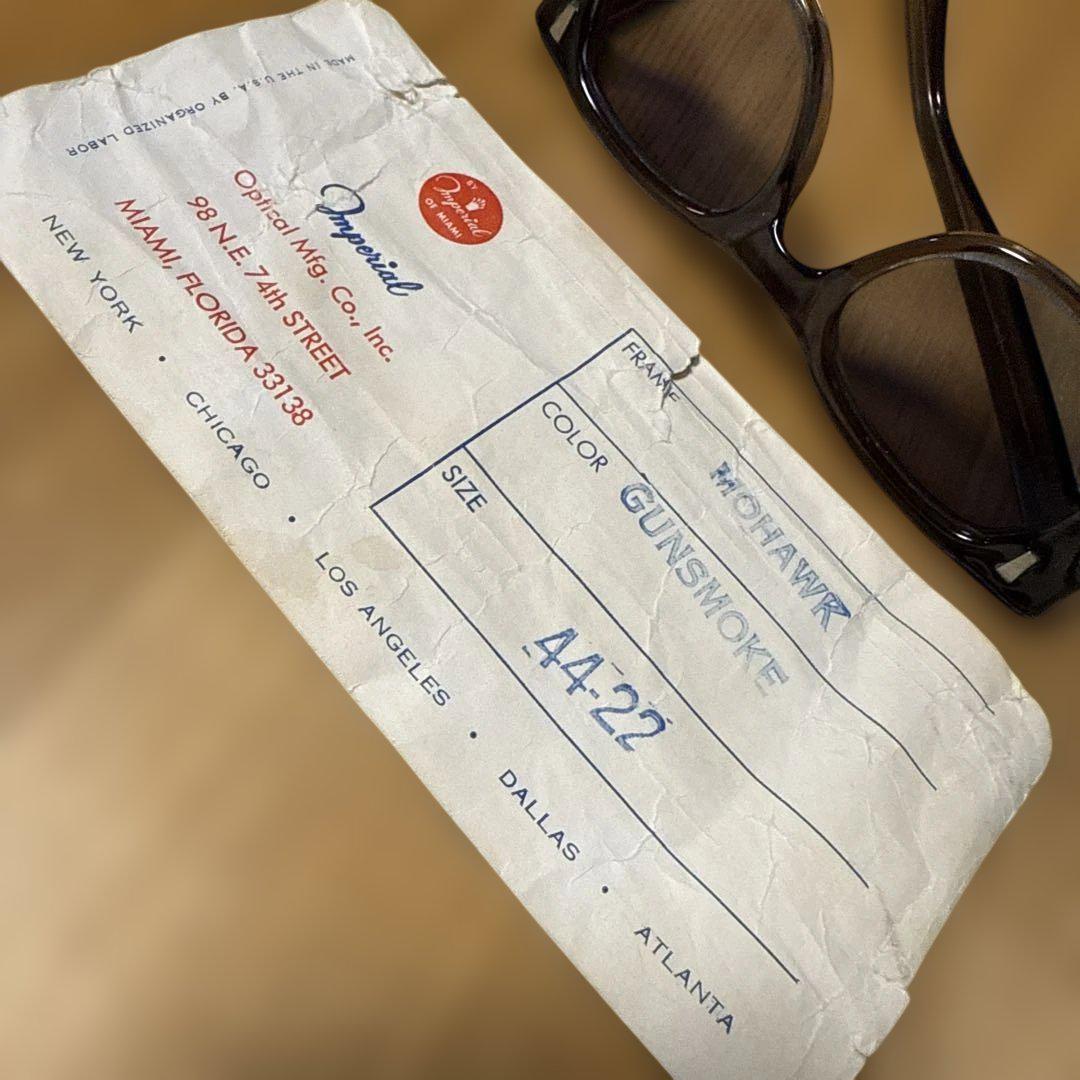 MADE IN THE U.S.A. BY ORGANIZED LABOR
BY
Imperial
OF MIAMI
Imperial
Optical Mfg. Co., Inc.
98 N.E. 74th STREET
MIAMI, FLORIDA 33138
FRAME MOHAWK
COLOR GUNSMOKE
SIZE 44-22
NEW YORK • CHICAGO • LOS ANGELES • DALLAS • ATLANTA